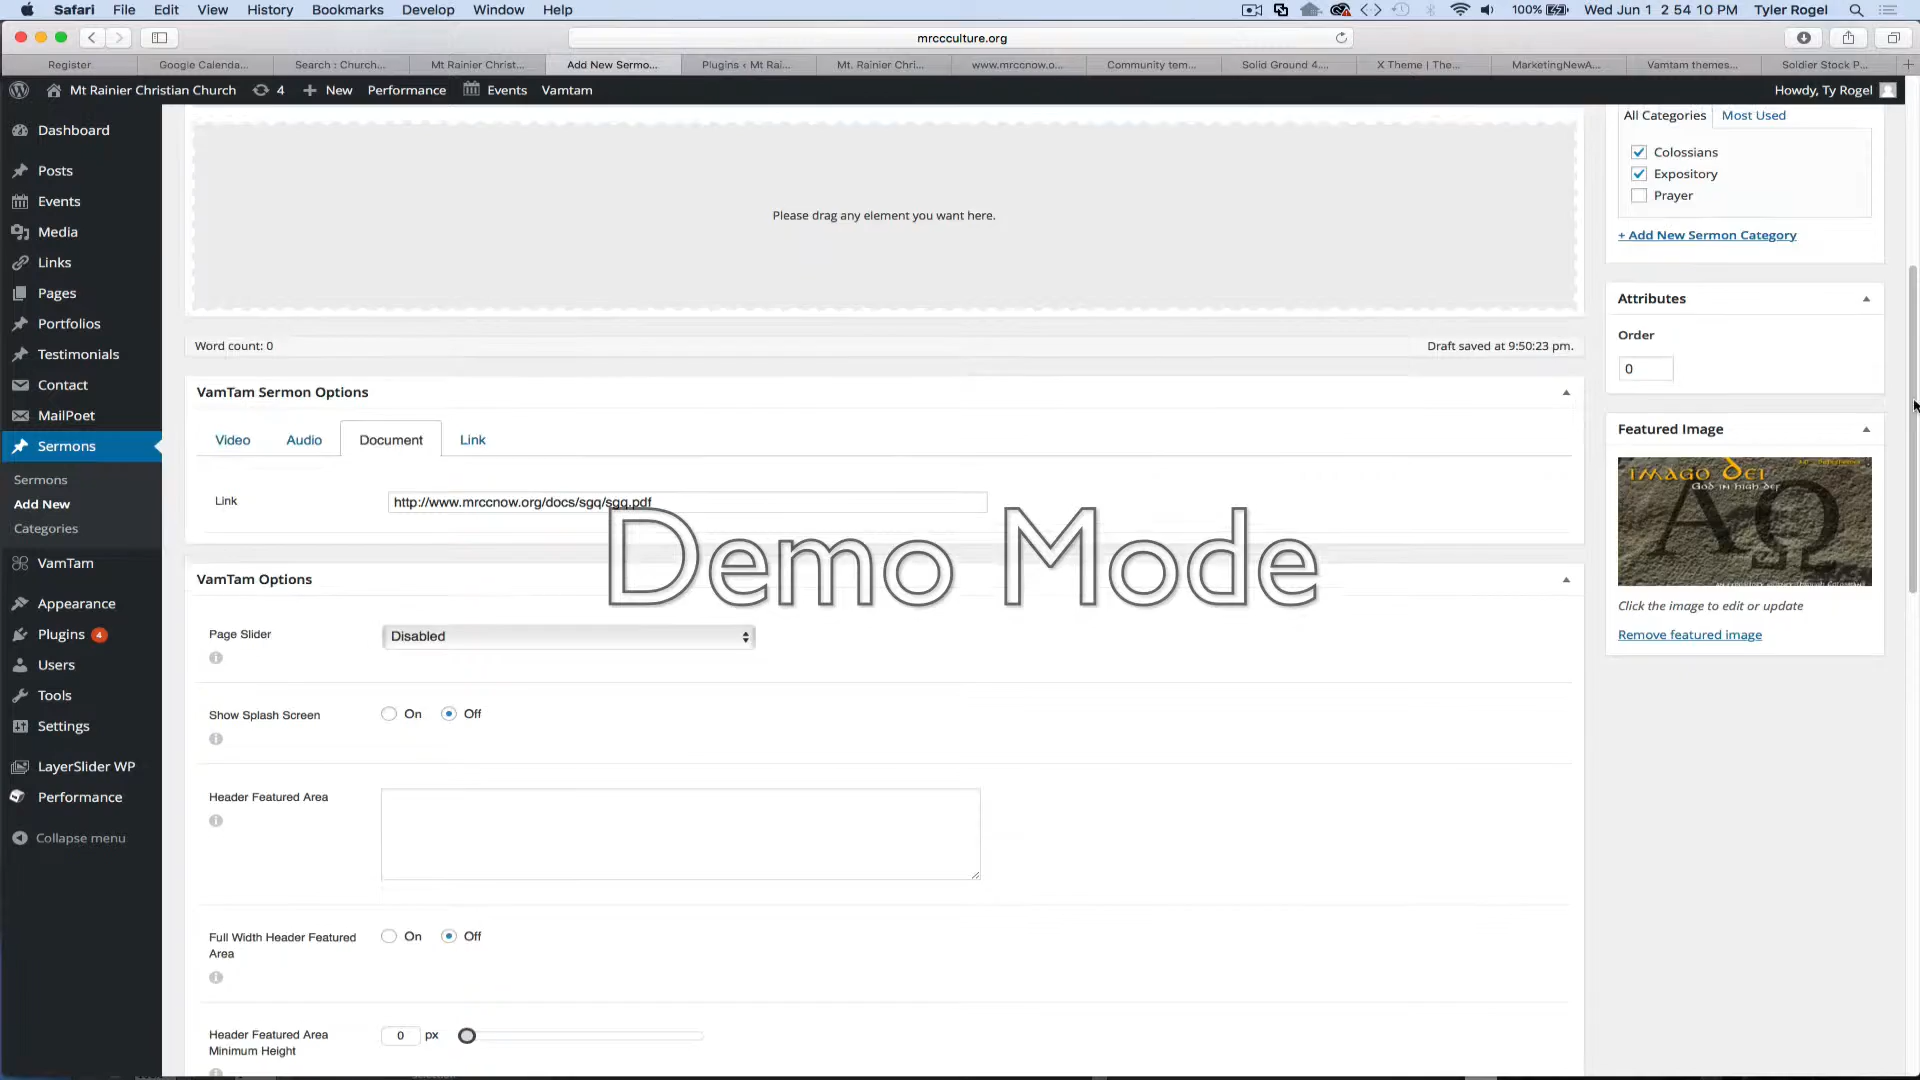 Safari File Edit View History Bookmarks Develop Window Help 100% Wed Jun 1 2 54 10 PM Tyler Rogel
mrccculture.org
Register Google Calenda... Search : Church... Mt Rainier Christ... Add New Sermo... Plugins ‹ Mt Rai... Mt. Rainier Chri... www.mrccnow.o... Community tem... Solid Ground 4.... X Theme | The... MarketingNewA... Vamtam themes... Soldier Stock P...
Mt Rainier Christian Church 4 New Performance Events Vamtam Howdy, Ty Rogel
Dashboard
Posts
Events
Media
Links
Pages
Portfolios
Testimonials
Contact
MailPoet
Sermons
Sermons
Add New
Categories
VamTam
Appearance
Plugins 4
Users
Tools
Settings
LayerSlider WP
Performance
Collapse menu
Please drag any element you want here.
Word count: 0 Draft saved at 9:50:23 pm.
VamTam Sermon Options
Video Audio Document Link
Link http://www.mrccnow.org/docs/sgq/sgq.pdf
Demo Mode
VamTam Options
Page Slider Disabled
Show Splash Screen On Off
Header Featured Area
Full Width Header Featured
Area
On Off
Header Featured Area
Minimum Height
0 px
All Categories Most Used
Colossians
Expository
Prayer
+ Add New Sermon Category
Attributes
Order
0
Featured Image
IMAGO DEI
GOD IN HIGH DEF
ΑΩ
Click the image to edit or update
Remove featured image